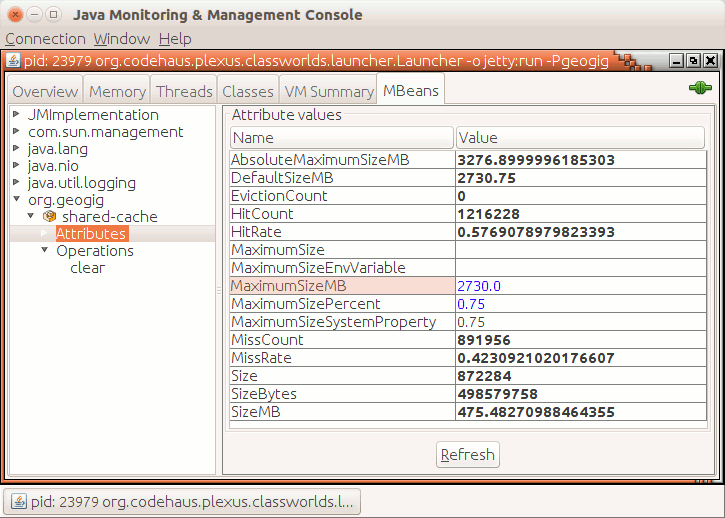 Java Monitoring & Management Console
Connection Window Help
pid: 23979 org.codehaus.plexus.classworlds.launcher.Launcher -o jetty:run -Pgeogig
Overview Memory Threads Classes VM Summary MBeans
JMImplementation
com.sun.management
java.lang
java.nio
java.util.logging
org.geogig
shared-cache
Attributes
Operations
clear
Attribute values
Name Value
AbsoluteMaximumSizeMB 3276.8999996185303
DefaultSizeMB 2730.75
EvictionCount 0
HitCount 1216228
HitRate 0.5769078979823393
MaximumSize
MaximumSizeEnvVariable
MaximumSizeMB 2730.0
MaximumSizePercent 0.75
MaximumSizeSystemProperty 0.75
MissCount 891956
MissRate 0.4230921020176607
Size 872284
SizeBytes 498579758
SizeMB 475.48270988464355
Refresh
pid: 23979 org.codehaus.plexus.classworlds.l...